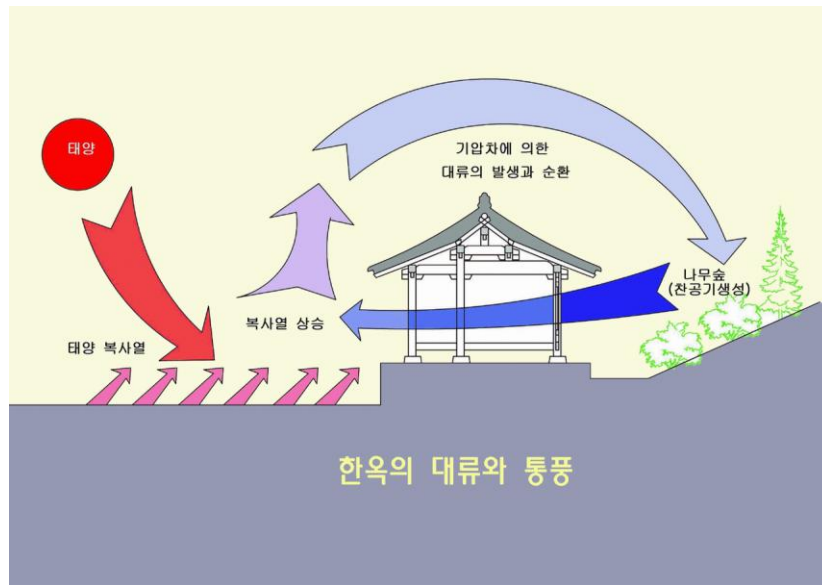 태양
기압차에 의한
대류의 발생과 순환
나무숲
(찬공기생성)
복사열 상승
태양 복사열
한옥의 대류와 통풍